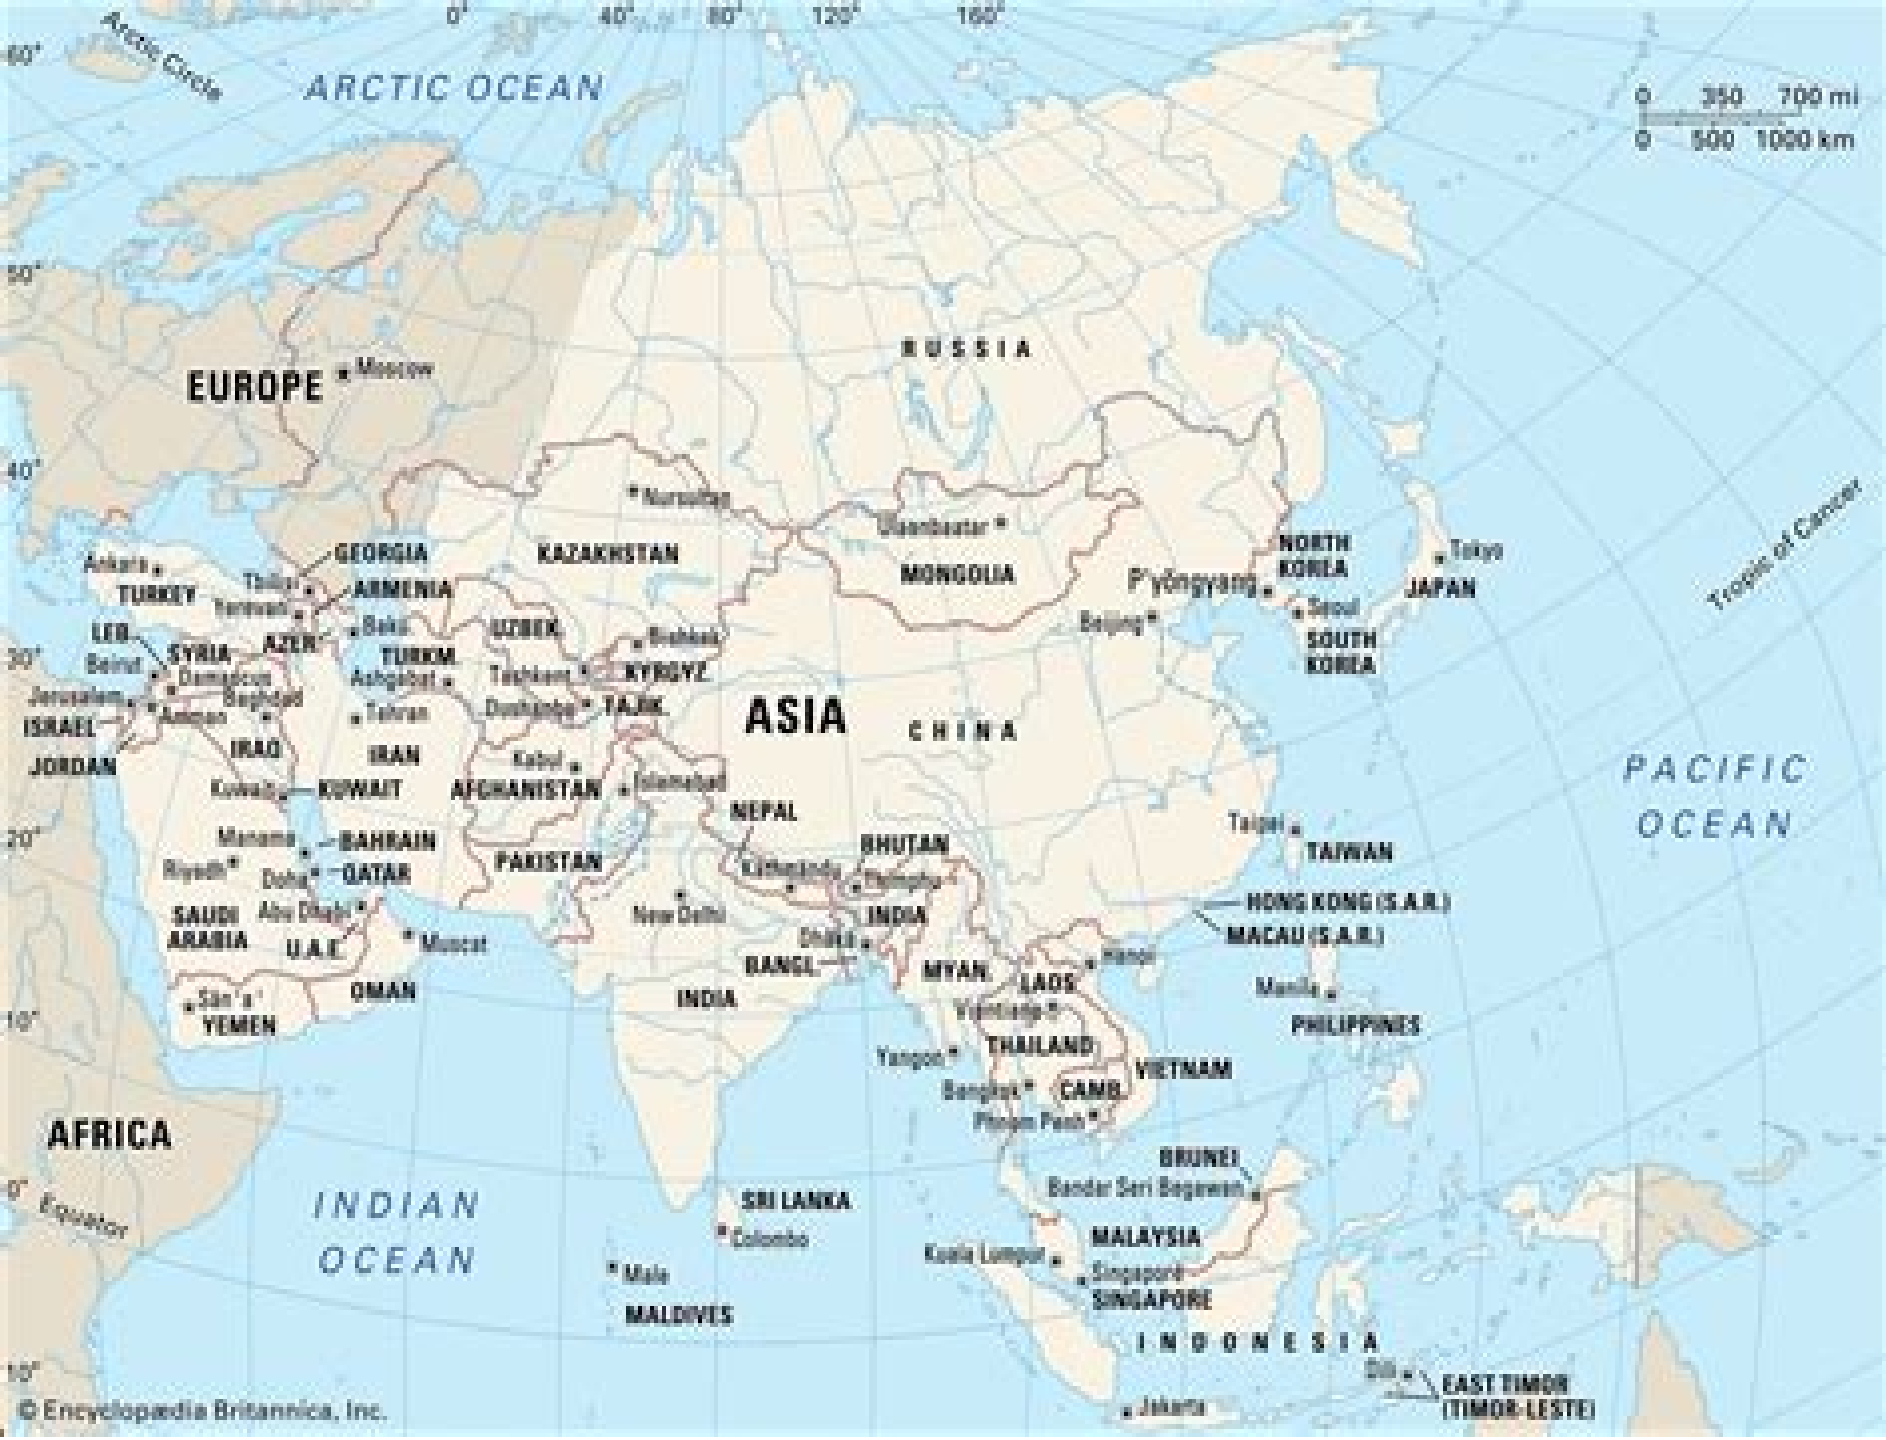 0° 40° 80° 120° 160°
Arctic Circle
60°
ARCTIC OCEAN
0 350 700 mi
0 500 1000 km
50°
RUSSIA
EUROPE
Moscow
40°
Nursultan
Ulaanbaatar
Tropic of Cancer
GEORGIA
KAZAKHSTAN
MONGOLIA
NORTH
KOREA
Tokyo
JAPAN
Ankara
TURKEY
Tbilisi
ARMENIA
Yerevan
P'yŏngyang
Seoul
SOUTH
KOREA
Beijing
LEB.
SYRIA
AZER.
Baku
UZBEK.
Bishkek
30°
Beirut
Damascus
TURKM.
Ashgabat
Tashkent
KYRGYZ.
Jerusalem
Baghdad
Dushanbe
TAJIK.
ISRAEL
Amman
Tehran
ASIA
CHINA
JORDAN
IRAQ
IRAN
Kabul
Islamabad
PACIFIC
OCEAN
Kuwait
KUWAIT
AFGHANISTAN
NEPAL
20°
Manama
BAHRAIN
BHUTAN
Taipei
TAIWAN
Riyadh
Doha
QATAR
PAKISTAN
Kathmandu
Thimphu
SAUDI
ARABIA
Abu Dhabi
U.A.E.
Muscat
New Delhi
INDIA
HONG KONG (S.A.R.)
MACAU (S.A.R.)
Dhaka
BANGL.
MYAN.
Hanoi
LAOS
OMAN
INDIA
Manila
PHILIPPINES
10°
San'a'
YEMEN
Vientiane
THAILAND
Yangon
VIETNAM
Bangkok
CAMB.
Phnom Penh
AFRICA
BRUNEI
Bandar Seri Begawan
0°
Equator
INDIAN
OCEAN
SRI LANKA
Colombo
MALAYSIA
Kuala Lumpur
Male
MALDIVES
Singapore
SINGAPORE
INDONESIA
10°
Dili
EAST TIMOR
(TIMOR-LESTE)
Jakarta
© Encyclopædia Britannica, Inc.